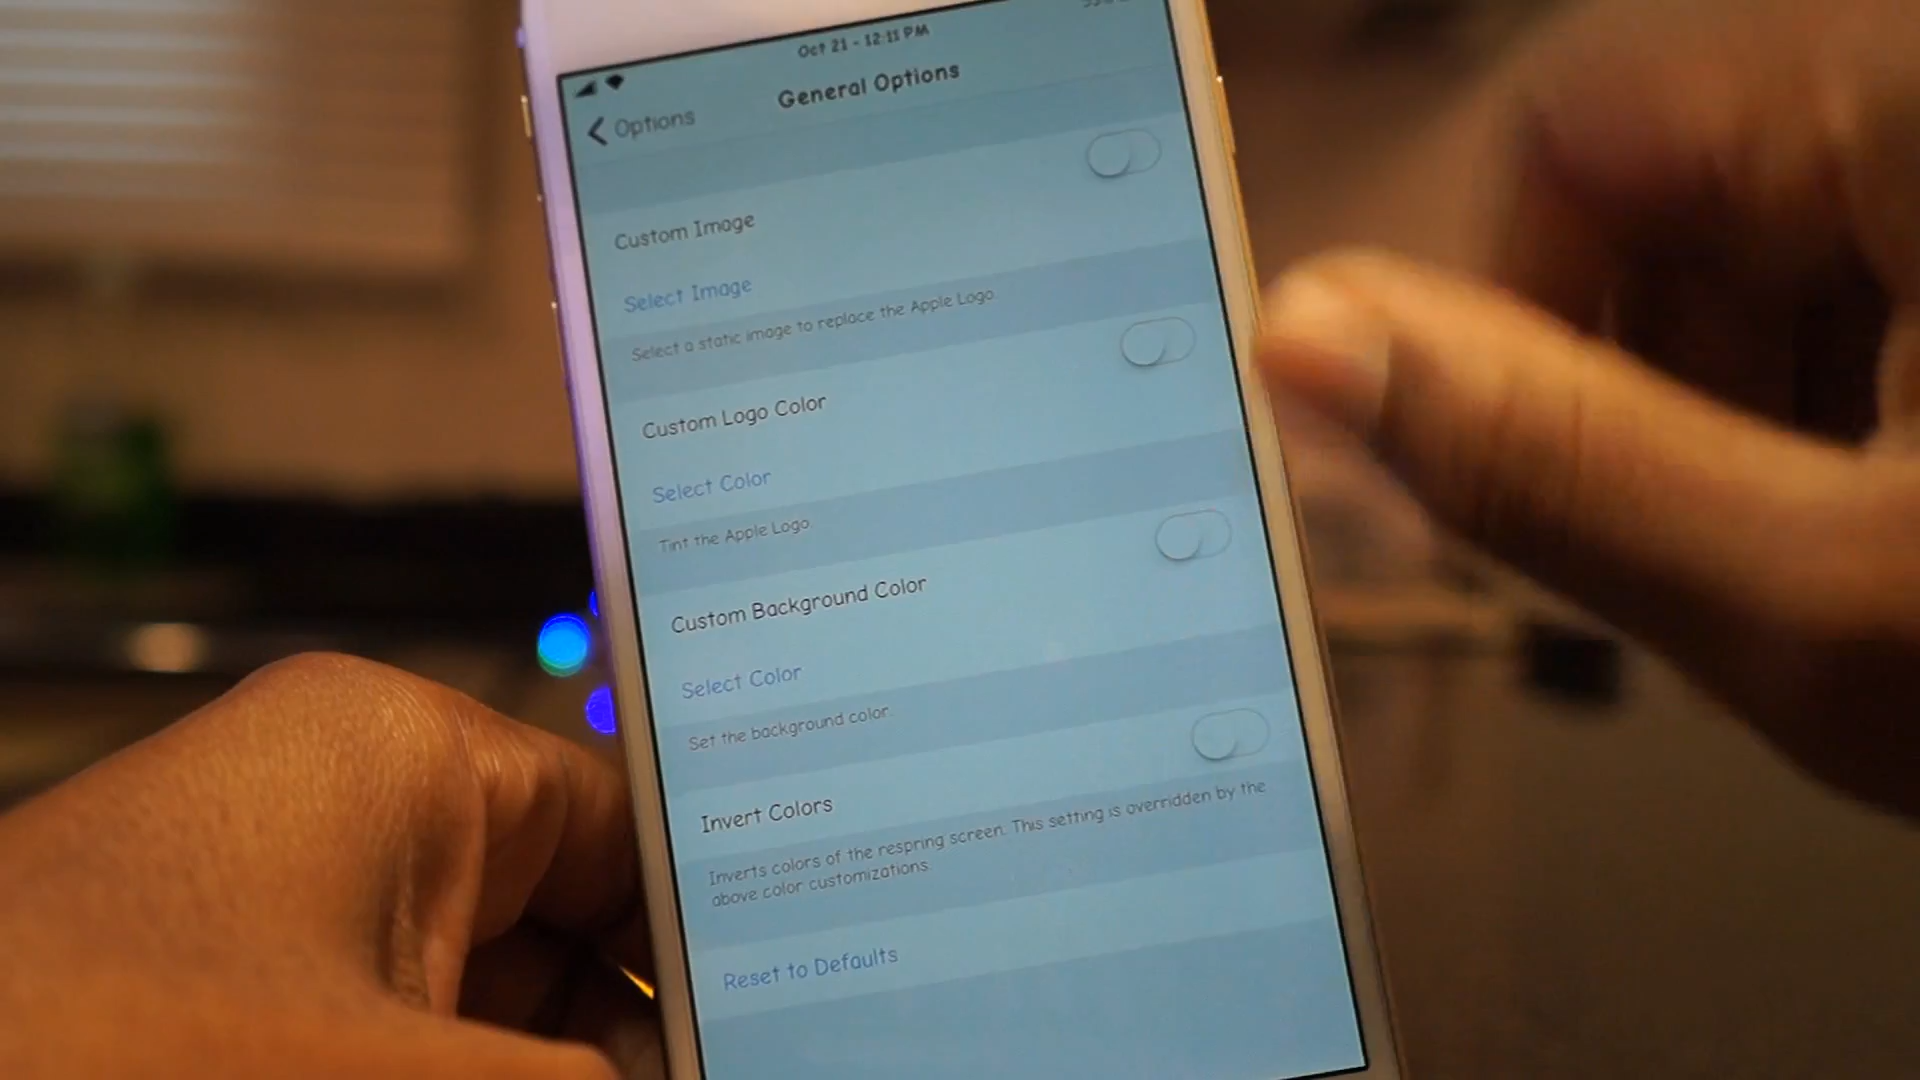 Oct 21 - 12:11 PM
Options
General Options
Custom Image
Select Image
Select a static image to replace the Apple Logo.
Custom Logo Color
Select Color
Tint the Apple Logo.
Custom Background Color
Select Color
Set the background color.
Invert Colors
Inverts colors of the respring screen. This setting is overridden by the
above color customizations.
Reset to Defaults